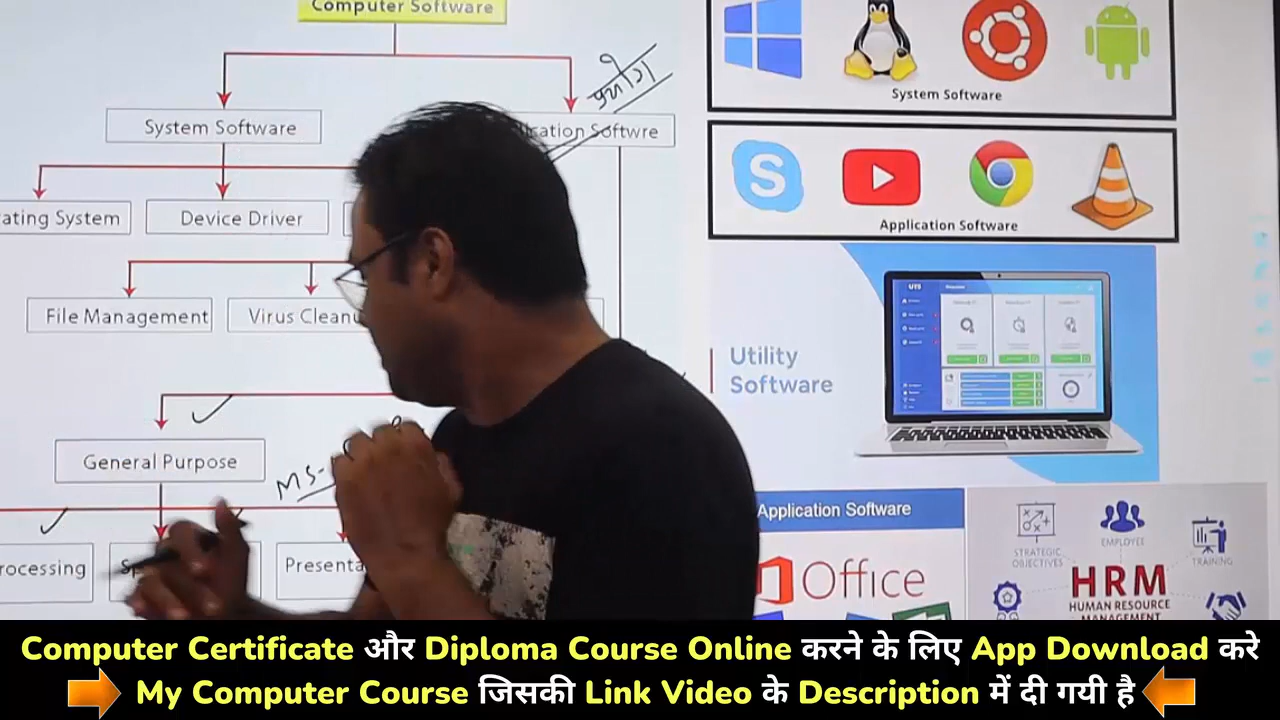 Computer Software
प्रयोग
System Software
ication Softwre
ating System
Device Driver
File Management
Virus Cleanu
General Purpose
MS-
rocessing
Sp
Presenta
System Software
Application Software
Utility
Software
Application Software
Office
STRATEGIC
OBJECTIVES
EMPLOYEE
TRAINING
HRM
HUMAN RESOURCE
MANAGEMENT
Computer Certificate और Diploma Course Online करने के लिए App Download करे
My Computer Course जिसकी Link Video के Description में दी गयी है